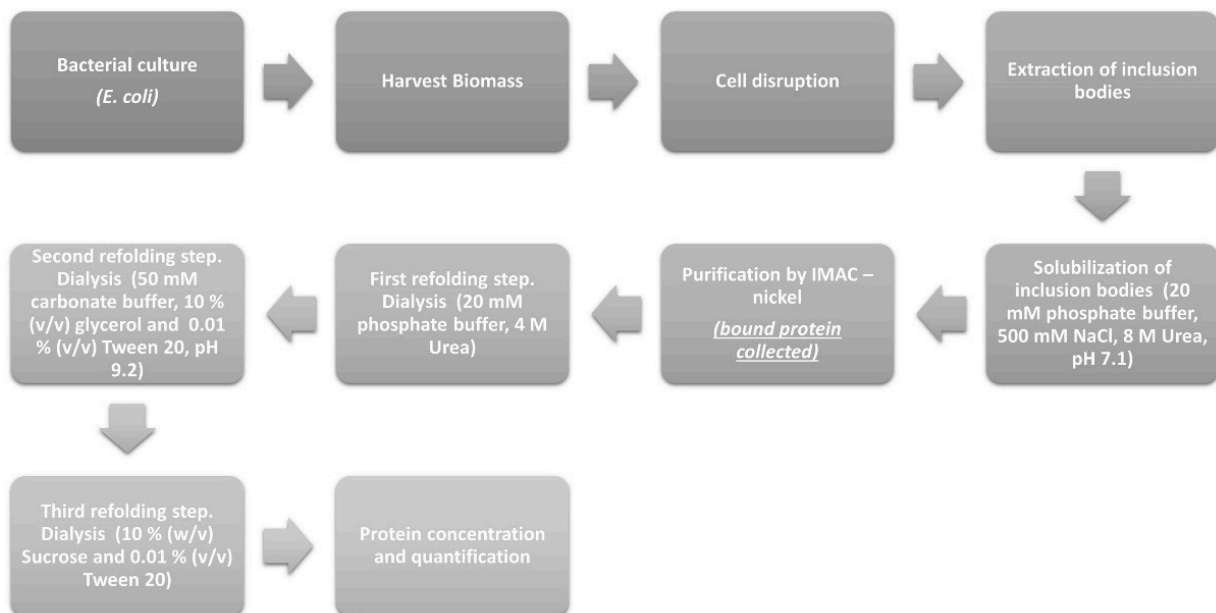 Bacterial culture
(E. coli)
Harvest Biomass
Cell disruption
Extraction of inclusion
bodies
Solubilization of
inclusion bodies (20
mM phosphate buffer,
500 mM NaCl, 8 M Urea,
pH 7.1)
Purification by IMAC –
nickel
(bound protein
collected)
First refolding step.
Dialysis (20 mM
phosphate buffer, 4 M
Urea)
Second refolding step.
Dialysis (50 mM
carbonate buffer, 10 %
(v/v) glycerol and 0.01
% (v/v) Tween 20, pH
9.2)
Third refolding step.
Dialysis (10 % (w/v)
Sucrose and 0.01 % (v/v)
Tween 20)
Protein concentration
and quantification